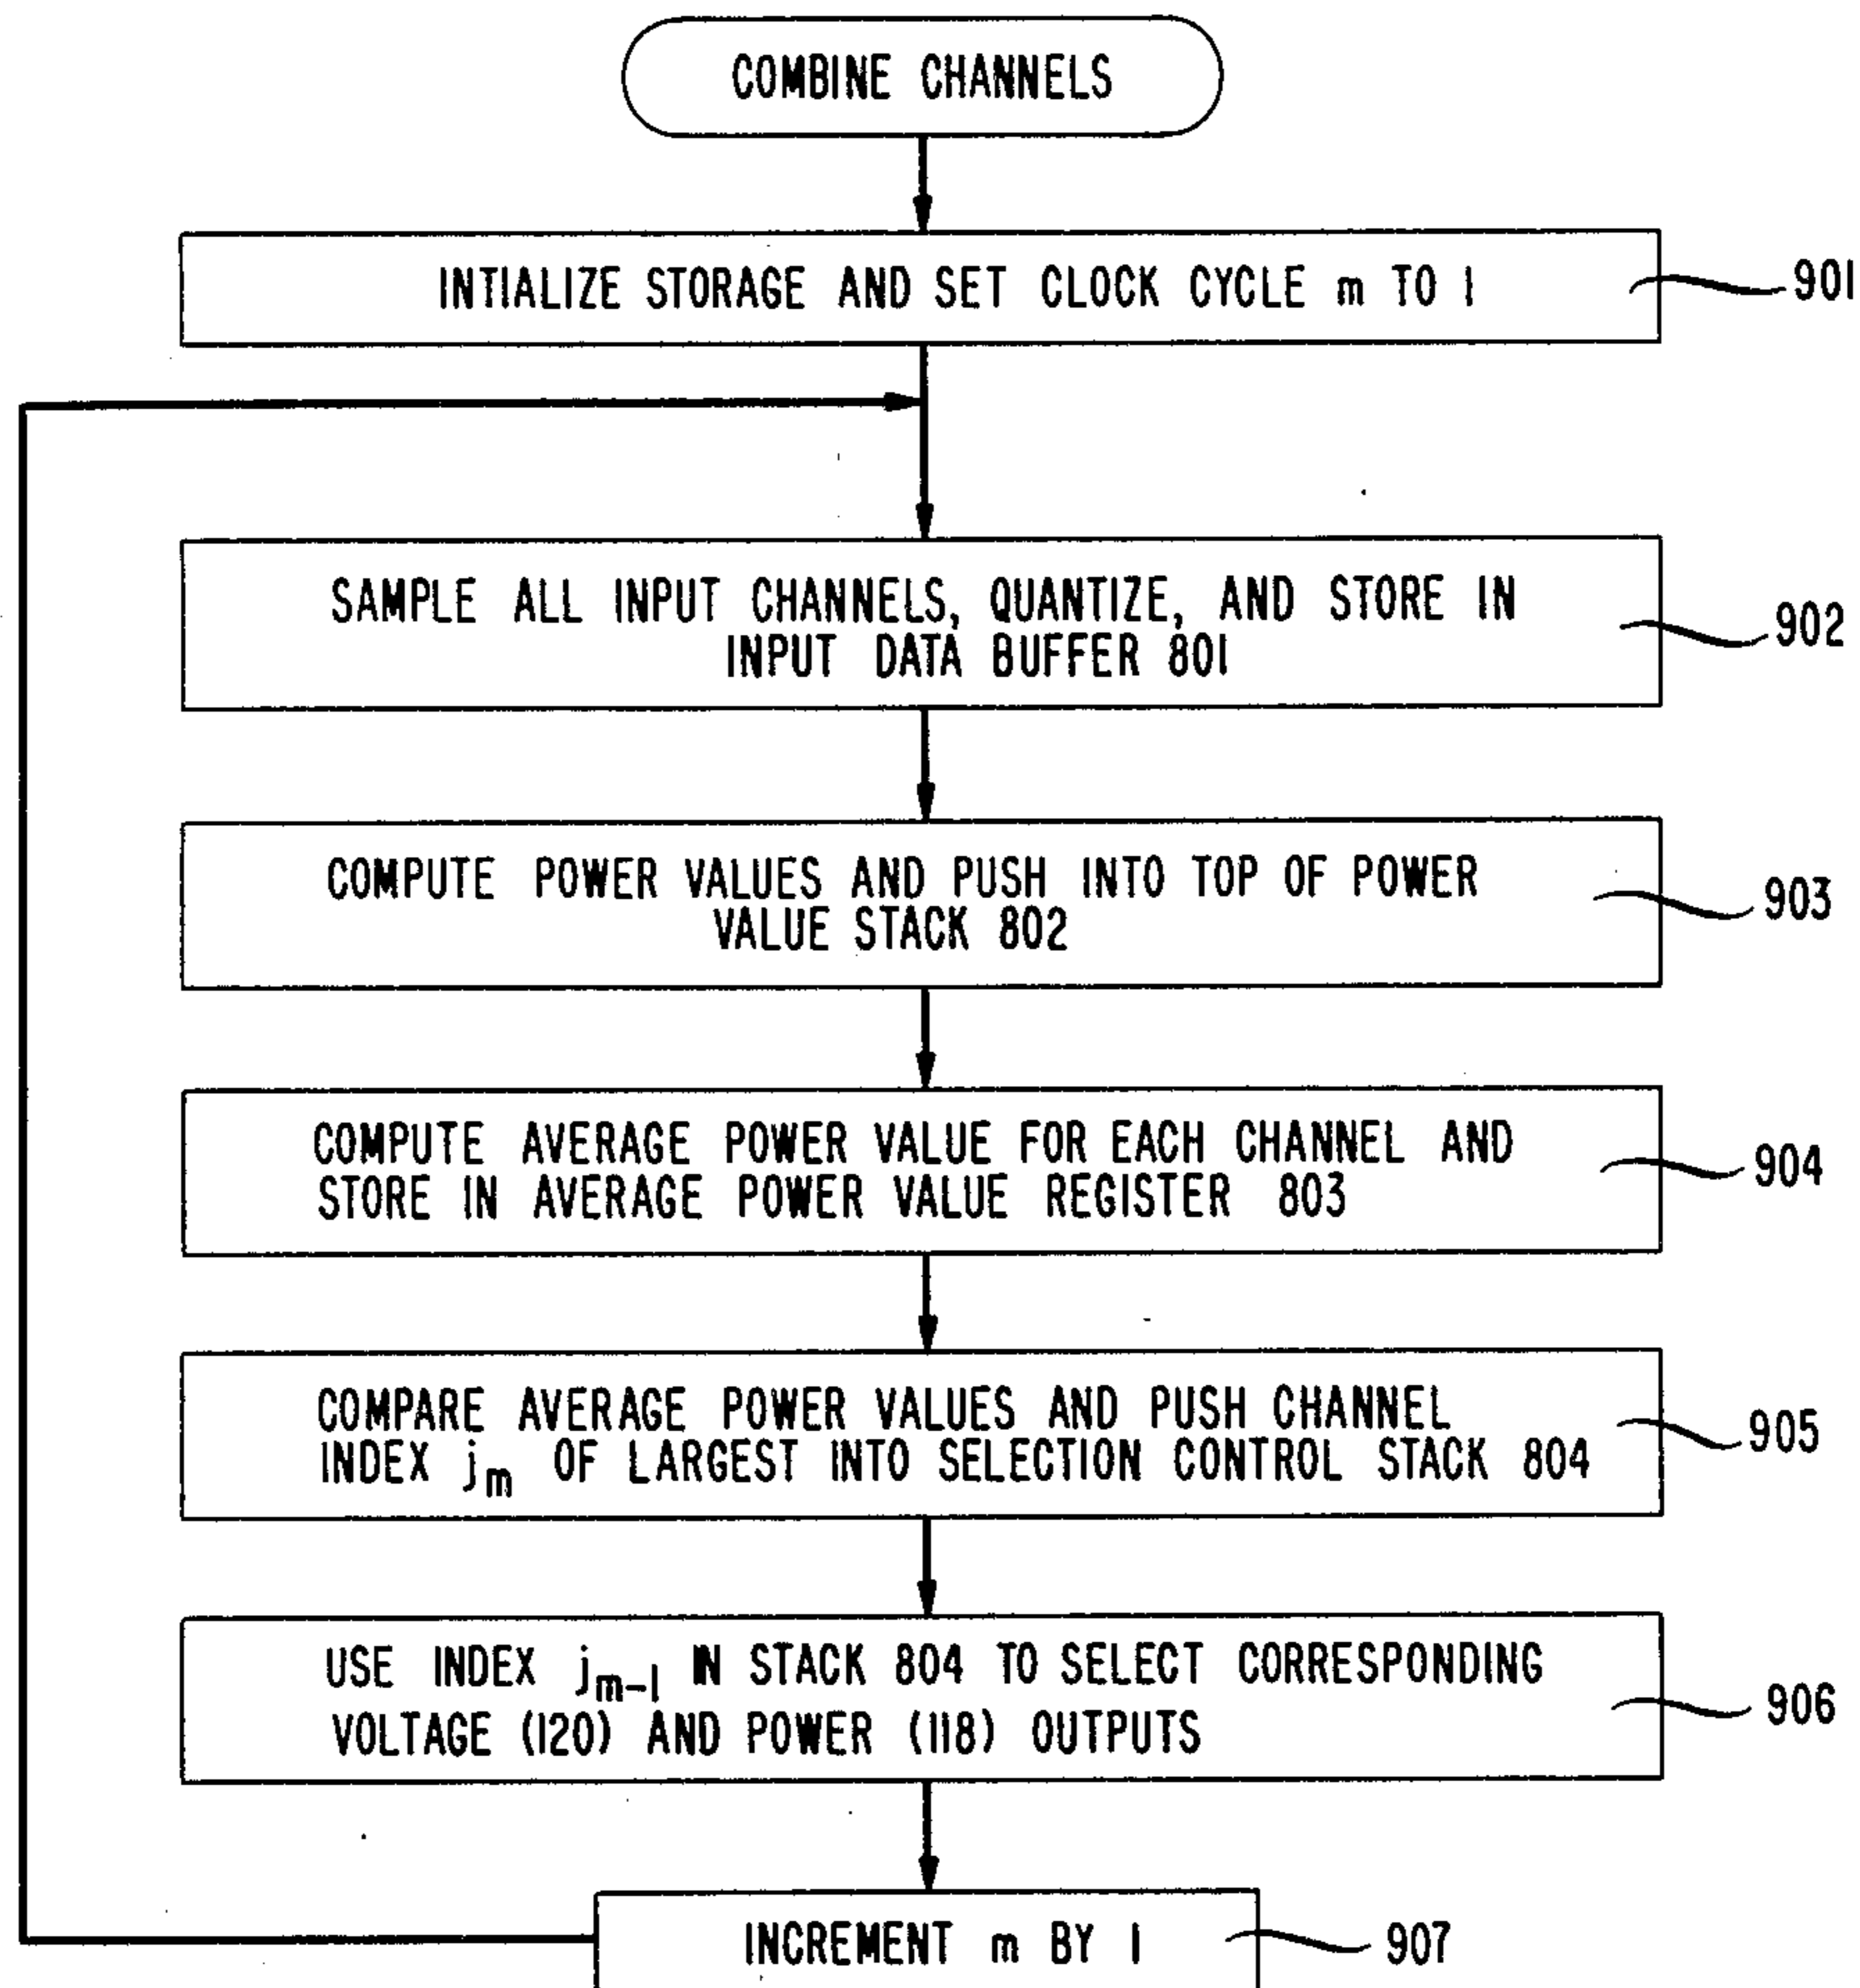 COMBINE CHANNELS
INTIALIZE STORAGE AND SET CLOCK CYCLE m TO 1
901
SAMPLE ALL INPUT CHANNELS, QUANTIZE, AND STORE IN
INPUT DATA BUFFER 801
902
COMPUTE POWER VALUES AND PUSH INTO TOP OF POWER
VALUE STACK 802
903
COMPUTE AVERAGE POWER VALUE FOR EACH CHANNEL AND
STORE IN AVERAGE POWER VALUE REGISTER 803
904
COMPARE AVERAGE POWER VALUES AND PUSH CHANNEL
INDEX jm OF LARGEST INTO SELECTION CONTROL STACK 804
905
USE INDEX jm-1 IN STACK 804 TO SELECT CORRESPONDING
VOLTAGE (120) AND POWER (118) OUTPUTS
906
INCREMENT m BY 1
907